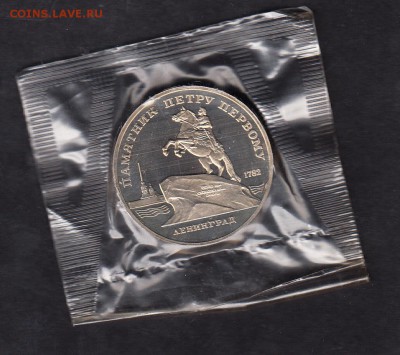 COINS.LAVE.RU
ПАМЯТНИК ПЕТРУ ПЕРВОМУ
1782
ЛЕНИНГРАД